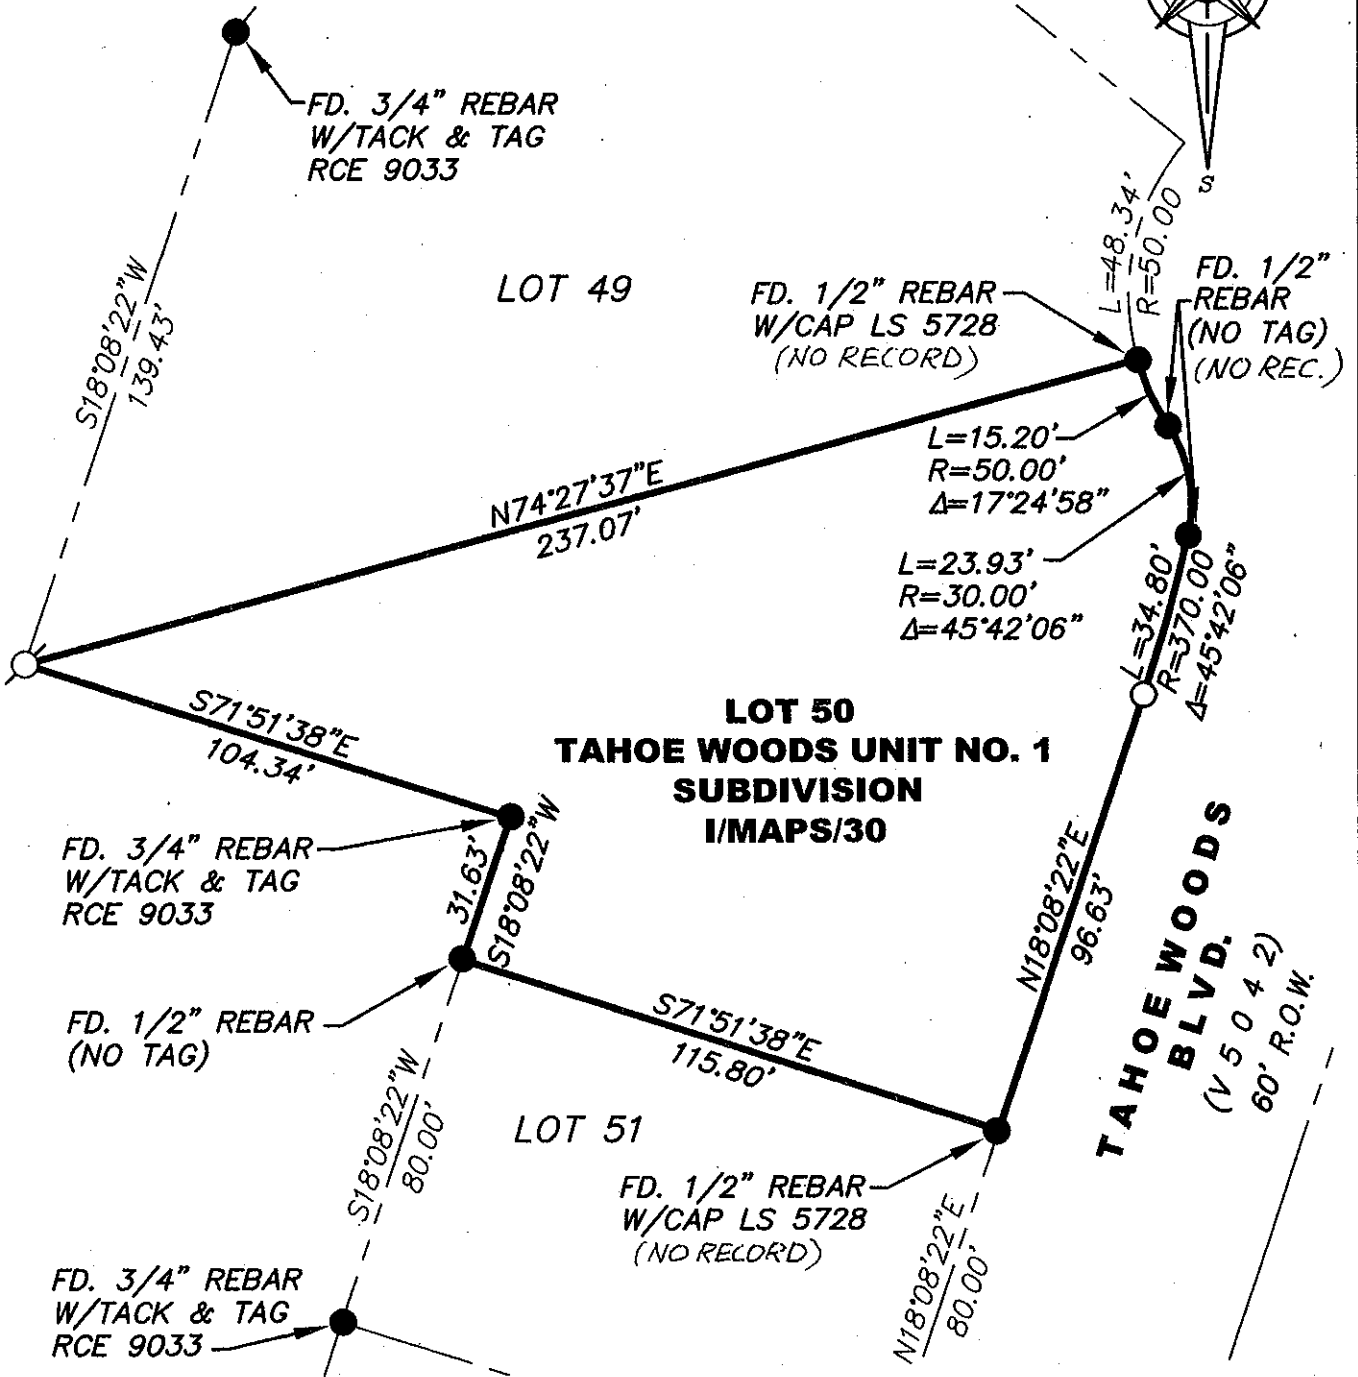 S
FD. 3/4" REBAR
W/TACK & TAG
RCE 9033
S18°08'22"W
139.43'
LOT 49
L=48.34'
R=50.00
FD. 1/2" REBAR
W/CAP LS 5728
(NO RECORD)
FD. 1/2"
REBAR
(NO TAG)
(NO REC.)
L=15.20'
R=50.00'
Δ=17°24'58"
N74°27'37"E
237.07'
L=23.93'
R=30.00'
Δ=45°42'06"
L=34.80'
R=370.00
Δ=45°42'06"
S71°51'38"E
104.34'
LOT 50
TAHOE WOODS UNIT NO. 1
SUBDIVISION
I/MAPS/30
FD. 3/4" REBAR
W/TACK & TAG
RCE 9033
31.63'
S18°08'22"W
N18°08'22"E
96.63'
TAHOE WOODS
BLVD.
(V 5 0 4 2)
60' R.O.W.
FD. 1/2" REBAR
(NO TAG)
S71°51'38"E
115.80'
S18°08'22"W
80.00'
LOT 51
FD. 1/2" REBAR
W/CAP LS 5728
(NO RECORD)
N18°08'22"E
80.00'
FD. 3/4" REBAR
W/TACK & TAG
RCE 9033